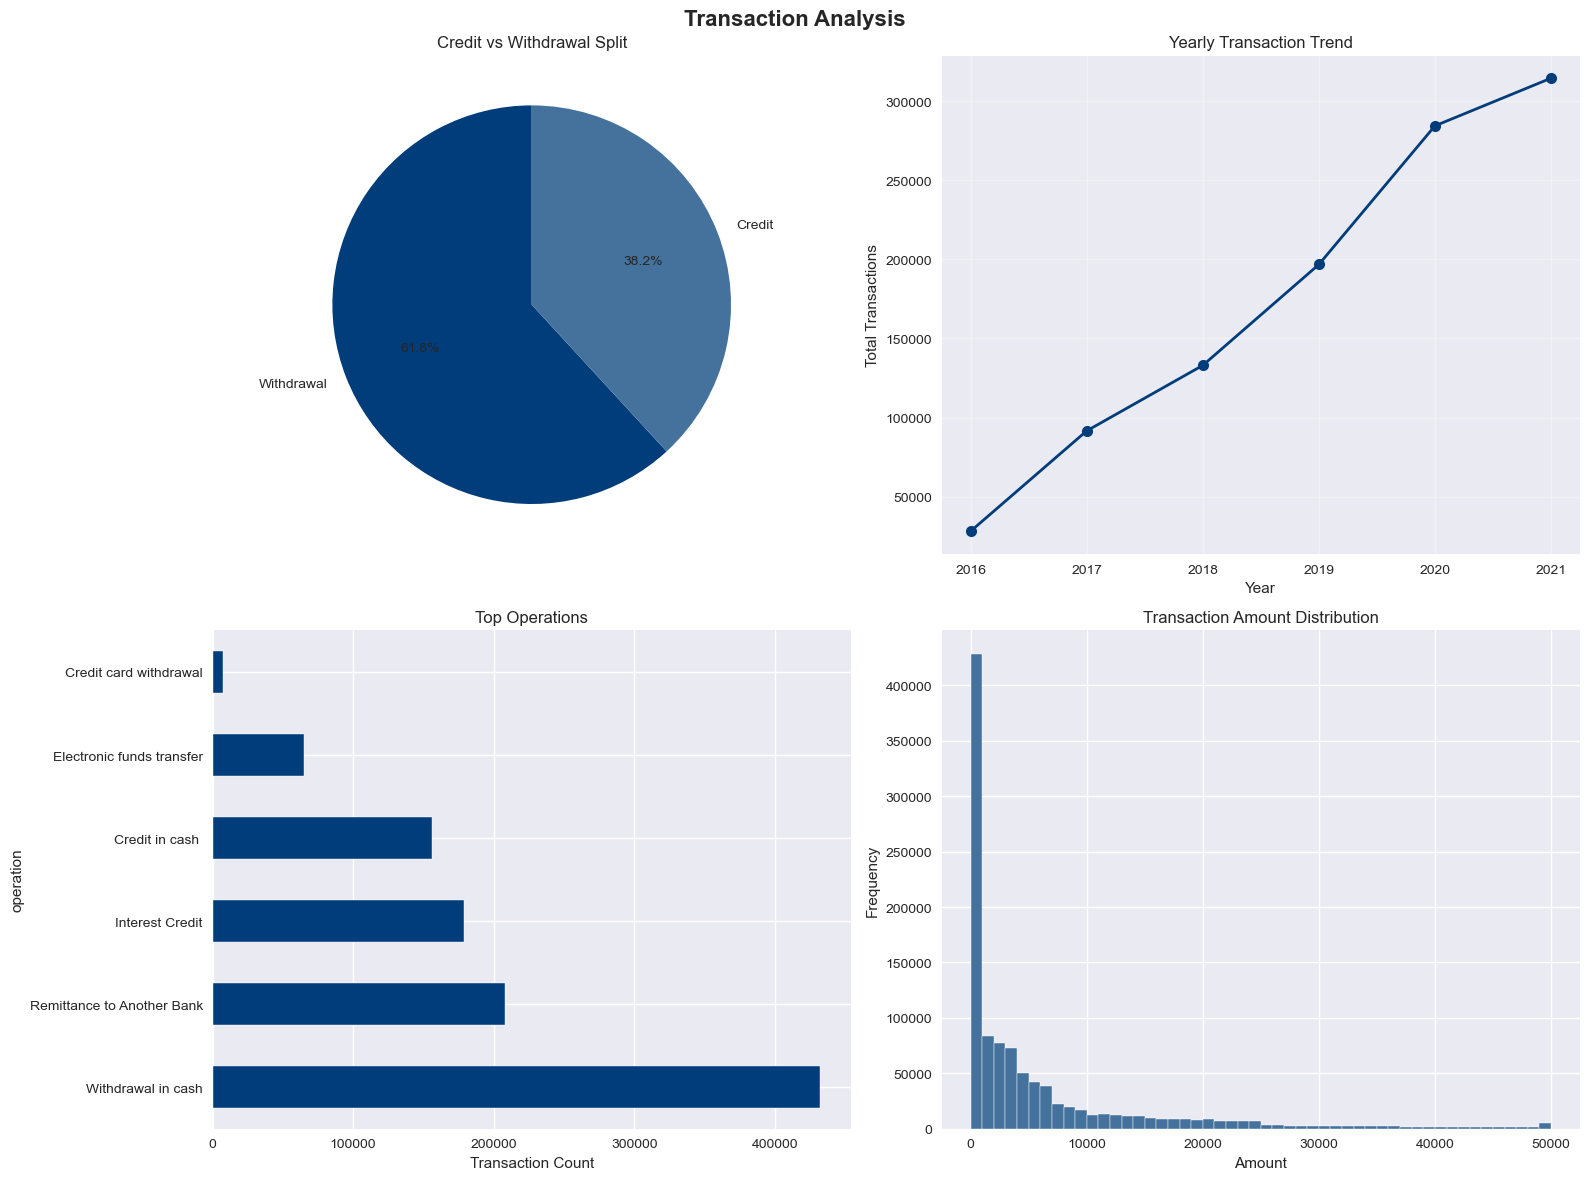 Transaction Analysis
Credit vs Withdrawal Split
Credit
38.2%
61.8%
Withdrawal
Yearly Transaction Trend
Total Transactions
300000
250000
200000
150000
100000
50000
2016 2017 2018 2019 2020 2021
Year
Top Operations
operation
Credit card withdrawal
Electronic funds transfer
Credit in cash
Interest Credit
Remittance to Another Bank
Withdrawal in cash
0 100000 200000 300000 400000
Transaction Count
Transaction Amount Distribution
Frequency
400000
350000
300000
250000
200000
150000
100000
50000
0
0 10000 20000 30000 40000 50000
Amount